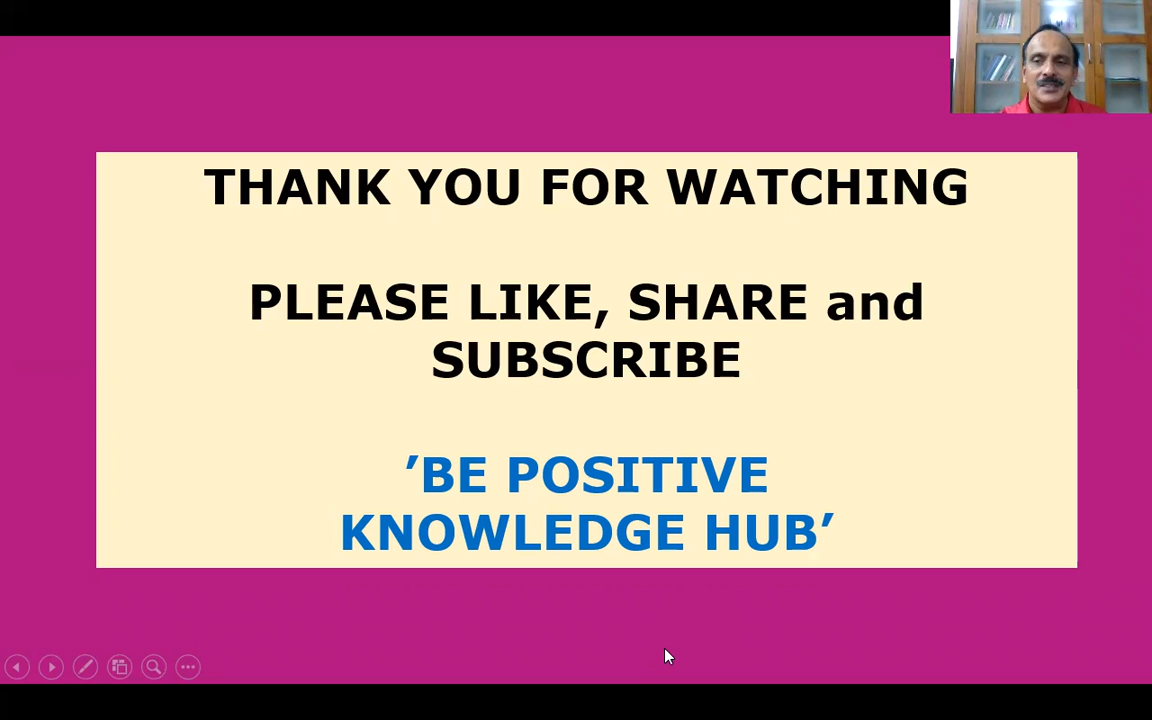 THANK YOU FOR WATCHING
PLEASE LIKE, SHARE and
SUBSCRIBE
’BE POSITIVE
KNOWLEDGE HUB’